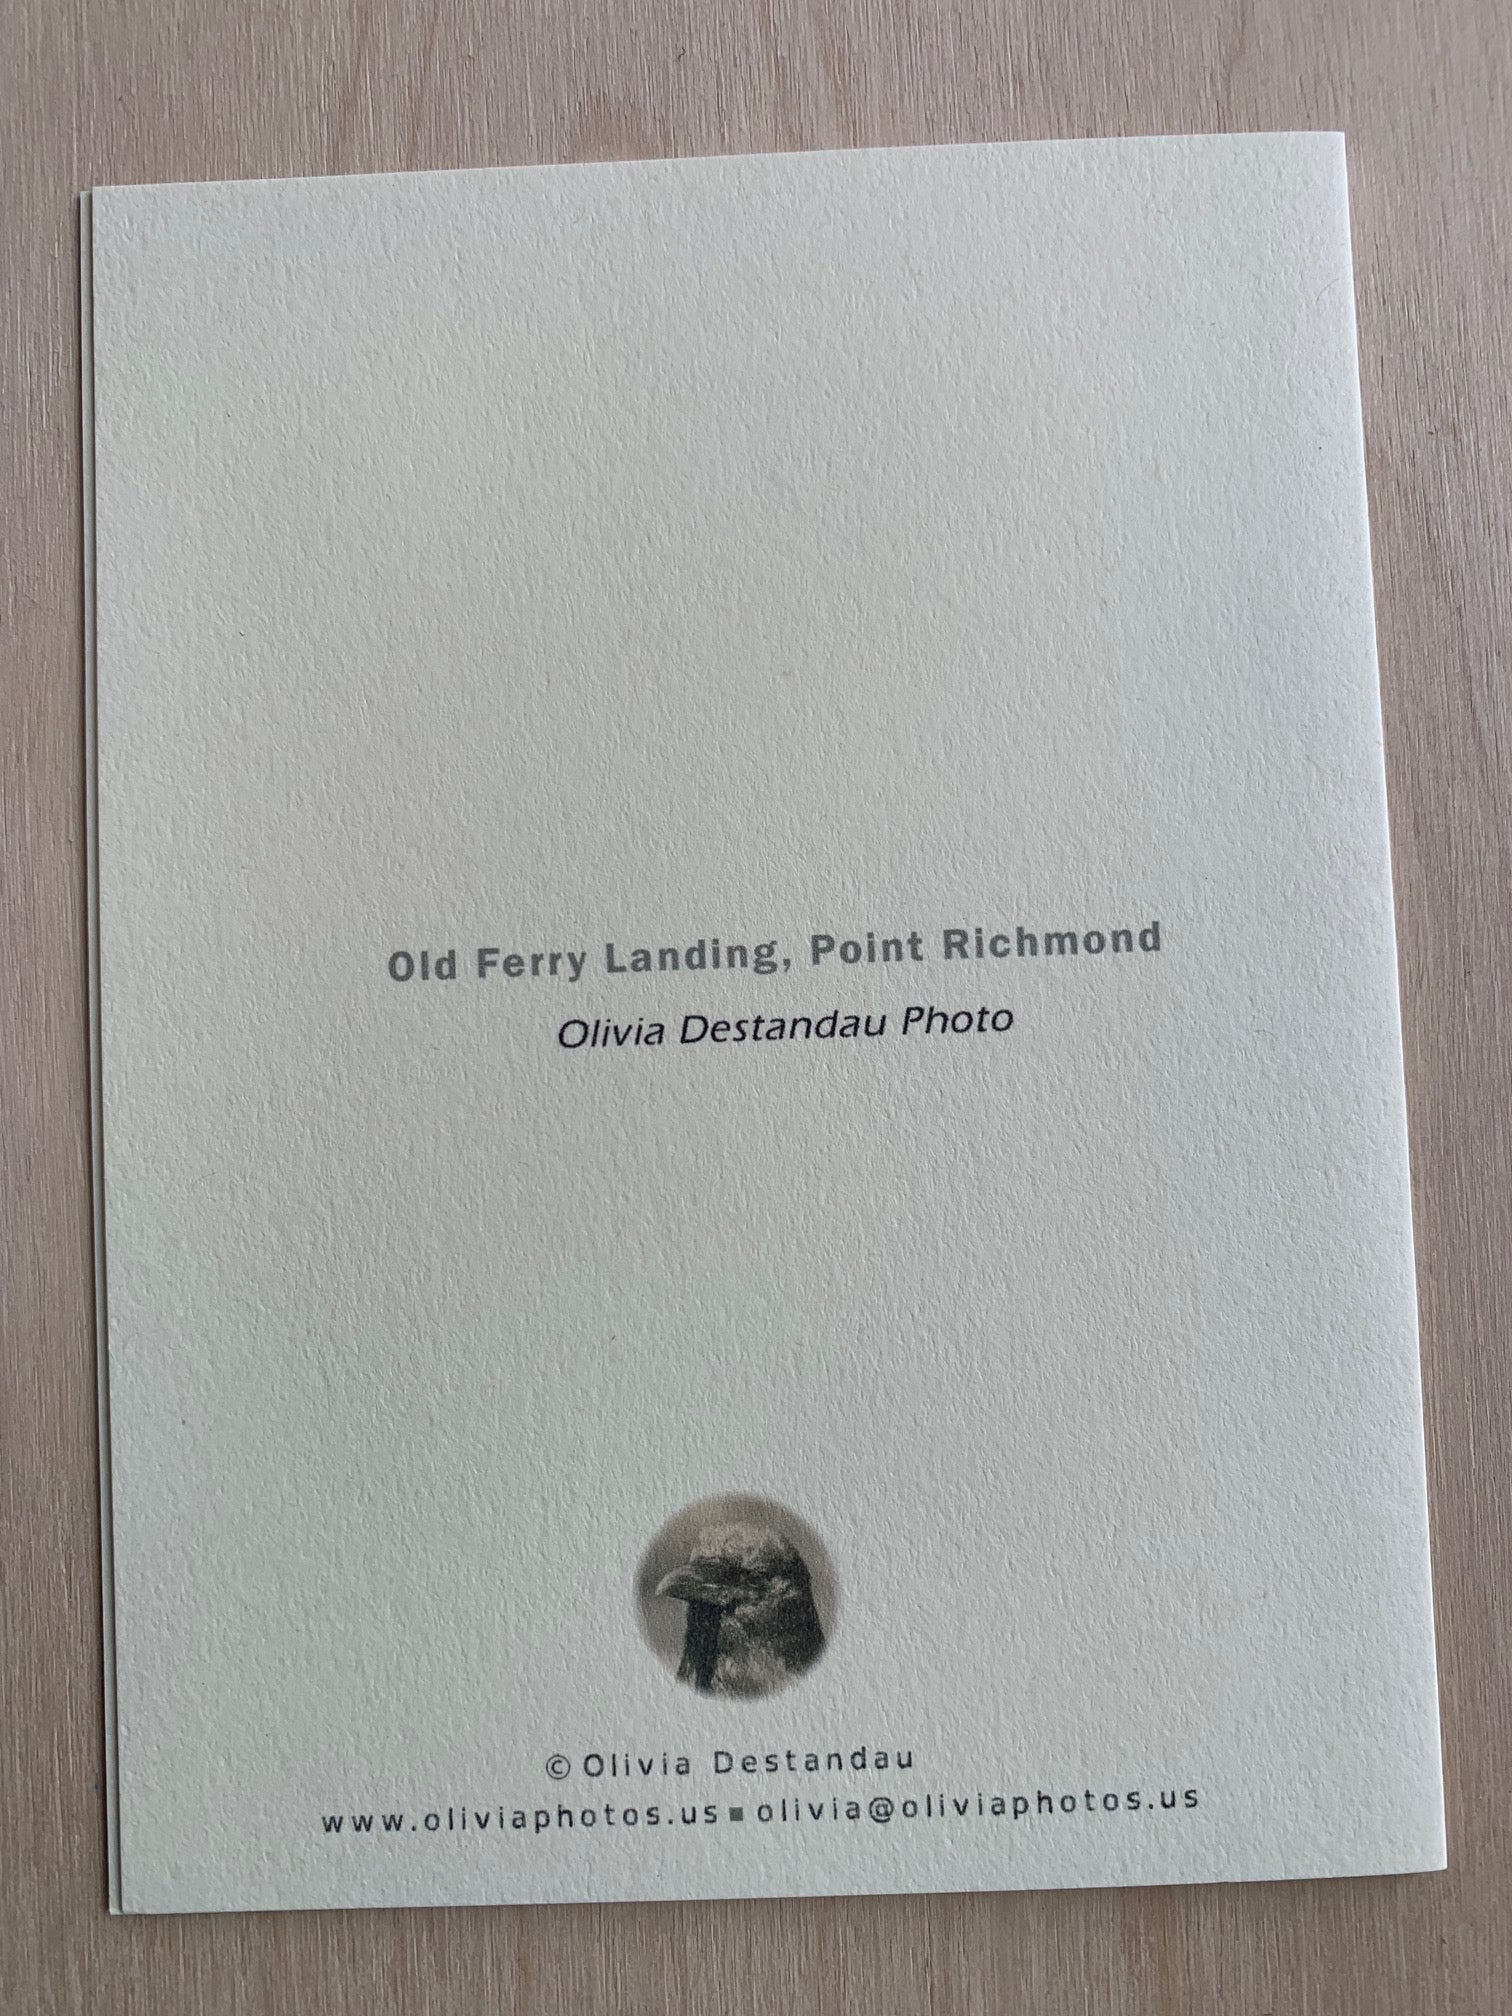 Old Ferry Landing, Point Richmond
Olivia Destandau Photo
© Olivia Destandau
www.oliviaphotos.us ■ olivia@oliviaphotos.us